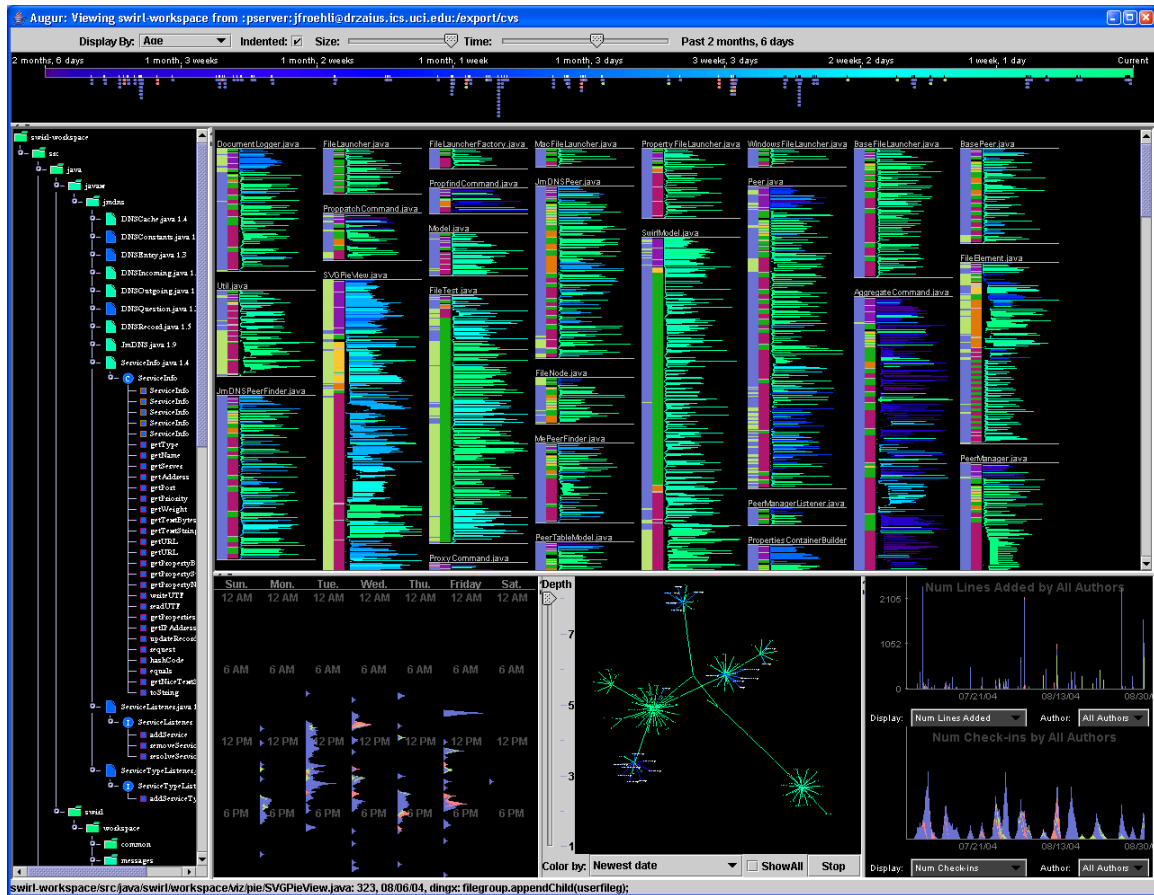 Augur: Viewing swirl-workspace from :pserver:jfroehli@drzaius.ics.uci.edu:/export/cvs
Display By: Age Indented: Size: Time: Past 2 months, 6 days
2 months, 6 days 1 month, 3 weeks 1 month, 2 weeks 1 month, 1 week 1 month, 3 days 3 weeks, 3 days 2 weeks, 2 days 1 week, 1 day Current
swirl-workspace
src
java
javax
jmdns
DNSCache.java 1.4
DNSConstants.java 1
DNSEntry.java 1.3
DNSIncoming.java 1.
DNSOutgoing.java 1.
DNSQuestion.java 1.
DNSRecord.java 1.5
JmDNS.java 1.9
ServiceInfo.java 1.4
ServiceInfo
ServiceInfo
ServiceInfo
ServiceInfo
ServiceInfo
ServiceInfo
getType
getName
getServer
getAddress
getPort
getPriority
getWeight
getTextBytes
getTextString
getURL
getURL
getPropertyB
getPropertyS
getPropertyN
writeUTF
readUTF
getProperties
getIPAddress
updateRecord
request
hashCode
equals
getNiceText
toString
ServiceListener.java 1
ServiceListener
addService
removeServic
resolveServic
ServiceTypeListener.
ServiceTypeList
addServiceTy
swirl
workspace
common
messages
DocumentLogger.java FileLauncher.java FileLauncherFactory.java MacFileLauncher.java PropertyFileLauncher.java WindowsFileLauncher.java BaseFileLauncher.java BasePeer.java
PropfindCommand.java JmDNSPeer.java Peer.java
ProppatchCommand.java
Model.java SwirlModel.java
FileElement.java
SVGPieView.java
Util.java FileTest.java AggregateCommand.java
FileNode.java
JmDNSPeerFinder.java
MePeerFinder.java
PeerManager.java
PeerManagerListener.java
PeerTableModel.java PropertiesContainerBuilder
ProxyCommand.java
Sun. Mon. Tue. Wed. Thu. Friday Sat.
12 AM 12 AM 12 AM 12 AM 12 AM 12 AM 12 AM
6 AM 6 AM 6 AM 6 AM 6 AM 6 AM 6 AM
12 PM 12 PM 12 PM 12 PM 12 PM 12 PM 12 PM
6 PM 6 PM 6 PM 6 PM 6 PM 6 PM 6 PM
Depth
7
5
3
1
Color by: Newest date ShowAll Stop
Num Lines Added by All Authors
2105
1052
0
07/21/04 08/13/04 08/30/0
Display: Num Lines Added Author: All Authors
Num Check-ins by All Authors
07/21/04 08/13/04 08/30/0
Display: Num Check-ins Author: All Authors
swirl-workspace/src/java/swirl/workspace/viz/pie/SVGPieView.java: 323, 08/06/04, dingx: filegroup.appendChild(userfileg);